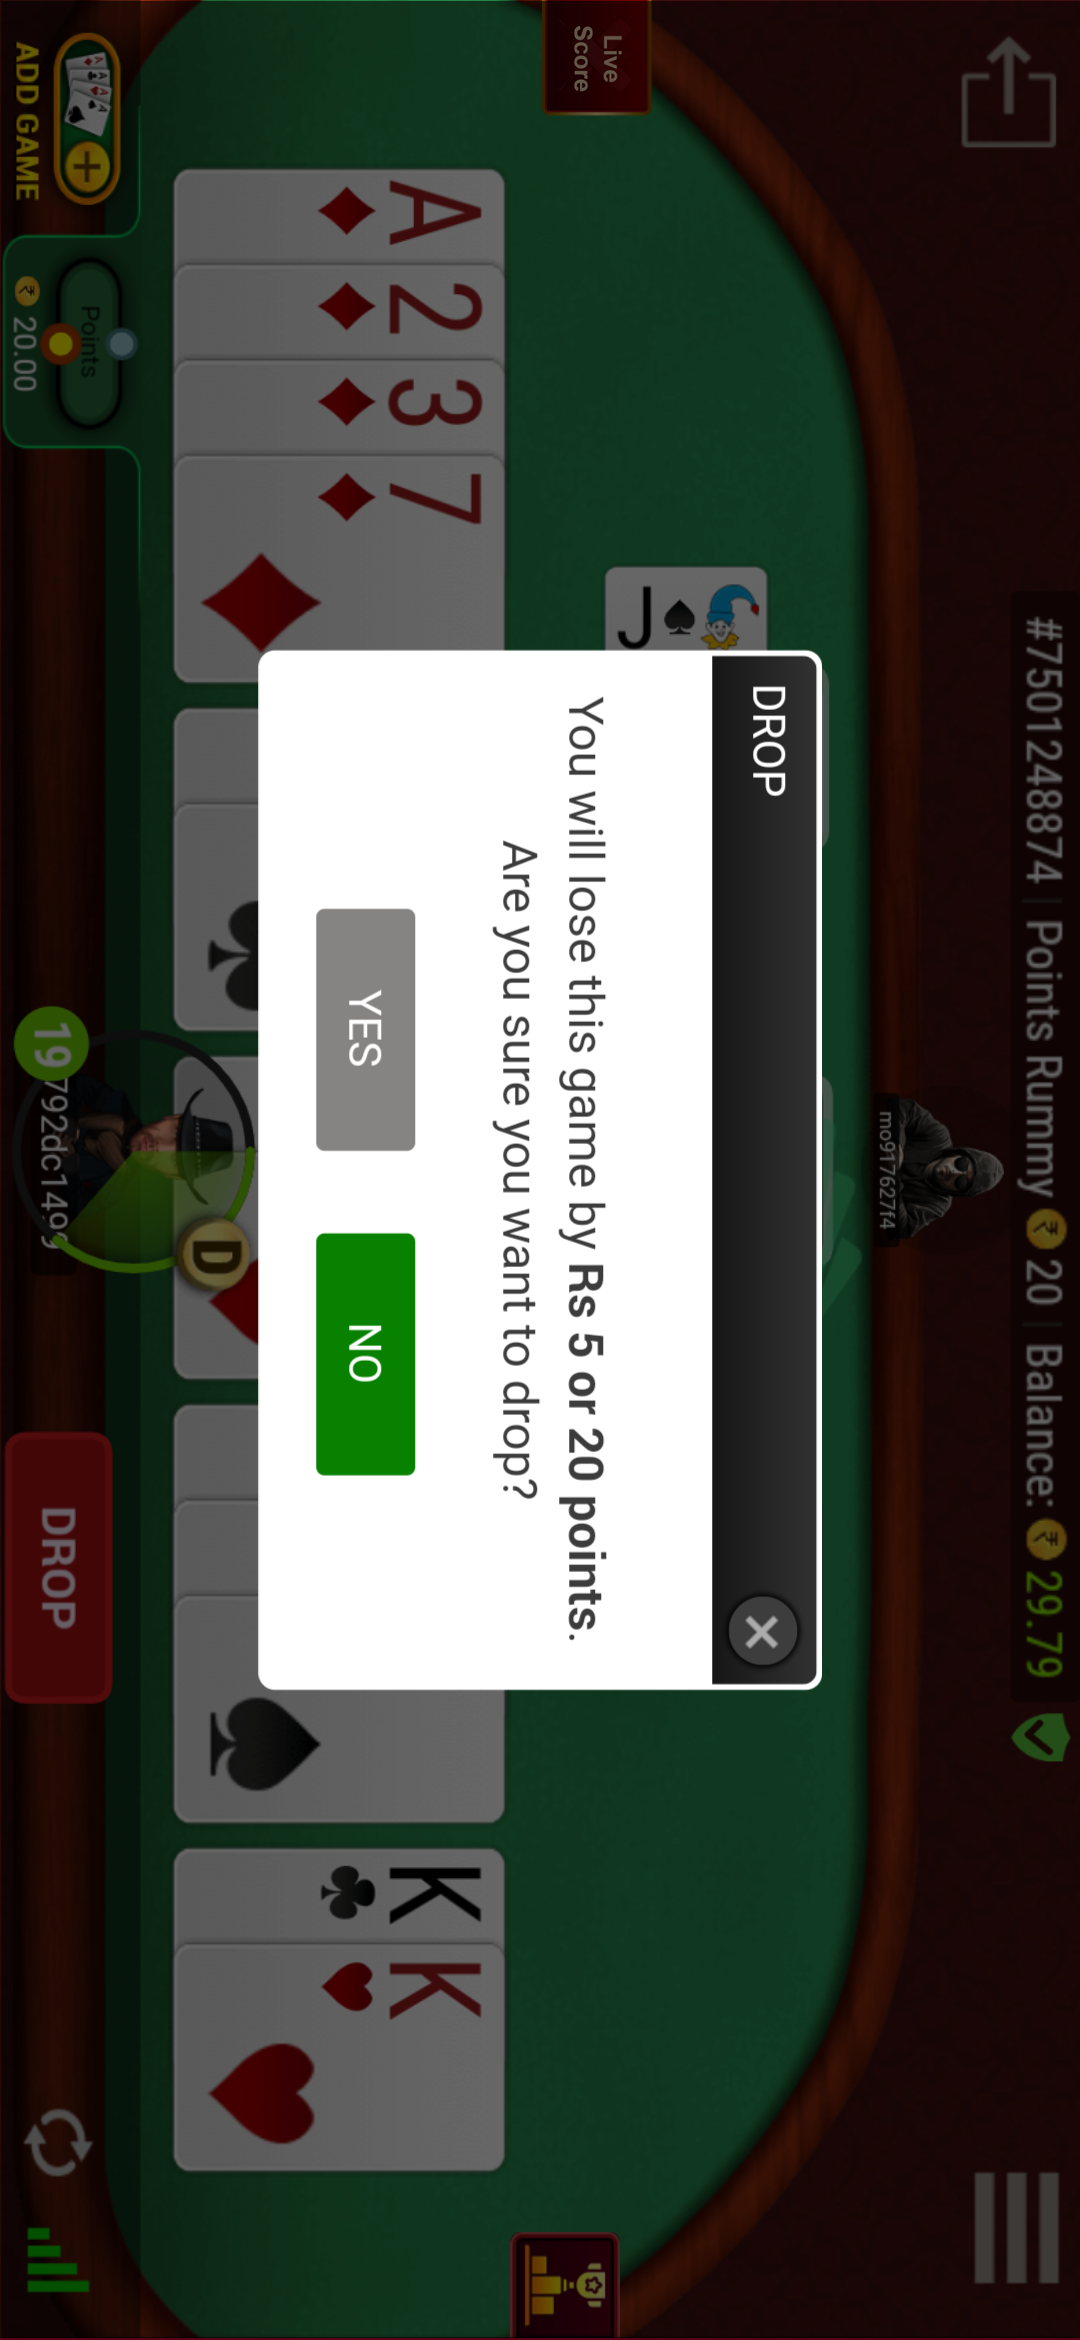 #7501248874 | Points Rummy ₹ 20 | Balance: ₹ 29.79
mo917627f4
Live
Score
J
DROP
You will lose this game by Rs 5 or 20 points.
Are you sure you want to drop?
YES
NO
A
2
3
7
K
K
D
19
792dc1499
Points
₹ 20.00
ADD GAME
DROP